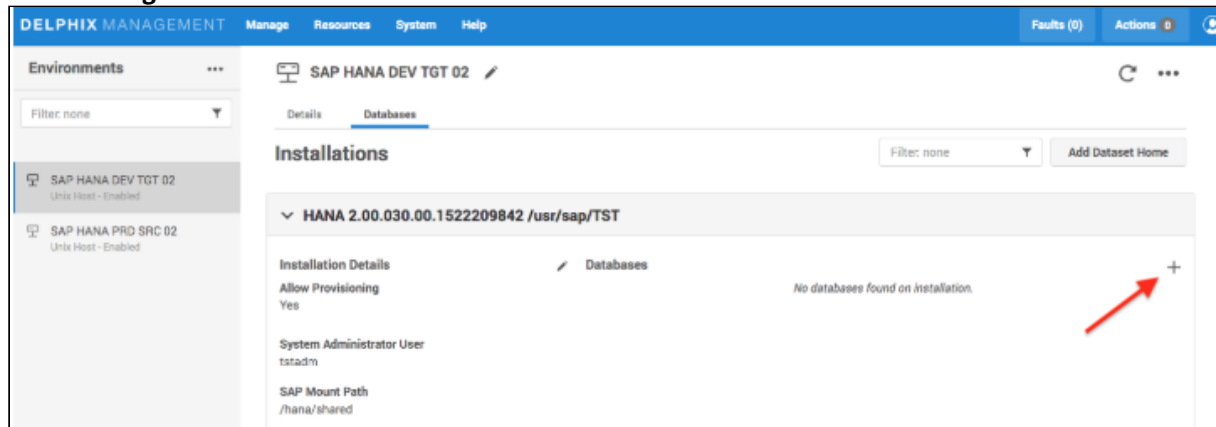 DELPHIX MANAGEMENT Manage Resources System Help Faults (0) Actions 0
Environments ...
SAP HANA DEV TGT 02
...
Filter: none
Details Databases
Installations
Filter: none
Add Dataset Home
SAP HANA DEV TGT 02
Unix Host - Enabled
HANA 2.00.030.00.1522209842 /usr/sap/TST
SAP HANA PRO SRC 02
Unix Host - Enabled
Installation Details
Databases
+
Allow Provisioning
No databases found on installation.
Yes
System Administrator User
tstadm
SAP Mount Path
/hana/shared